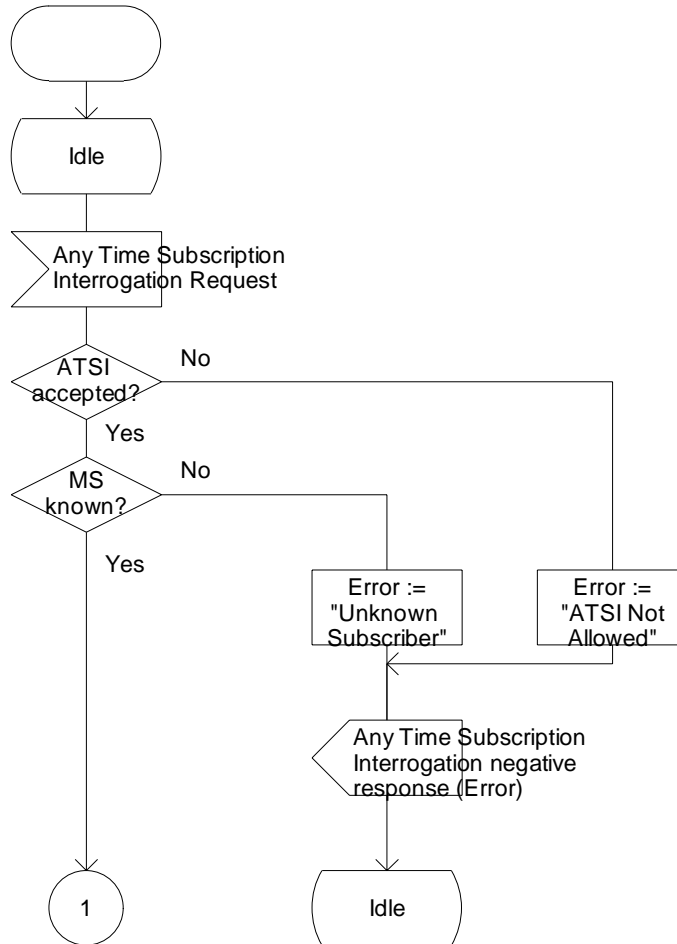 Idle
Any Time Subscription
Interrogation Request
ATSI
accepted?
No
Yes
MS
known?
No
Yes
Error :=
"Unknown
Subscriber"
Error :=
"ATSI Not
Allowed"
Any Time Subscription
Interrogation negative
response (Error)
1
Idle